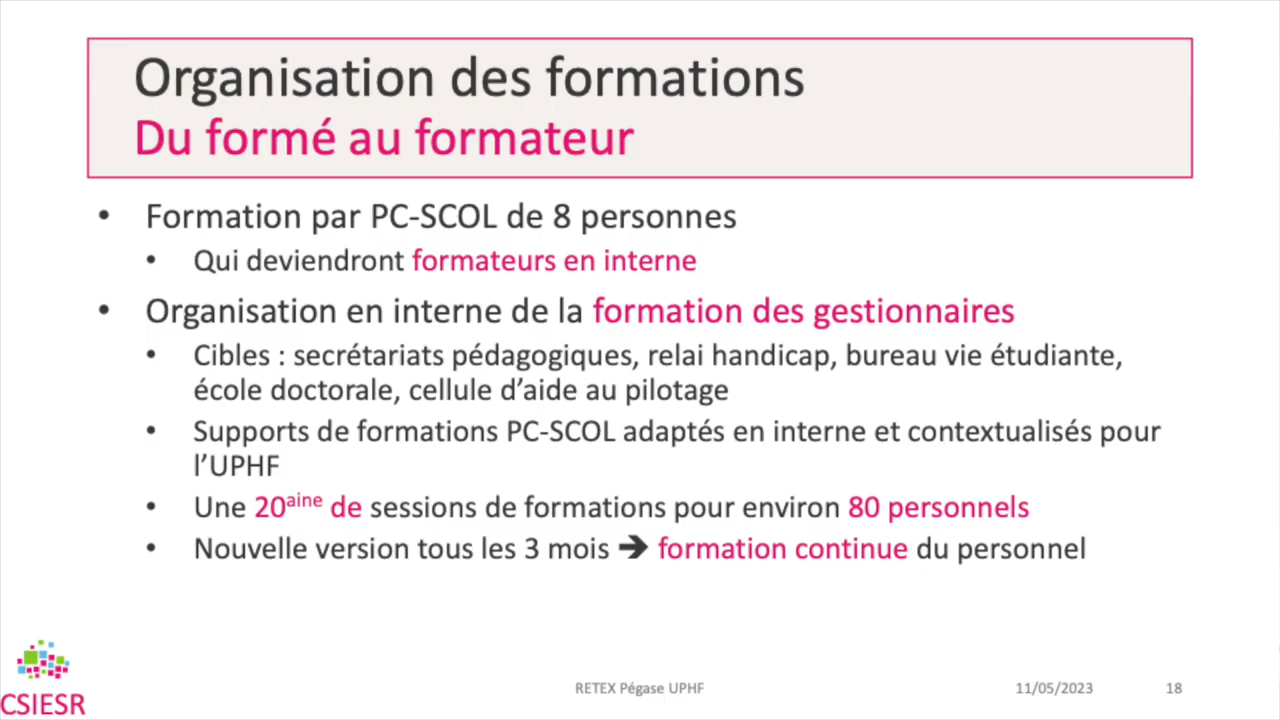 Organisation des formations
Du formé au formateur
• Formation par PC-SCOL de 8 personnes
• Qui deviendront formateurs en interne
• Organisation en interne de la formation des gestionnaires
• Cibles : secrétariats pédagogiques, relai handicap, bureau vie étudiante,
école doctorale, cellule d’aide au pilotage
• Supports de formations PC-SCOL adaptés en interne et contextualisés pour
l’UPHF
• Une 20aine de sessions de formations pour environ 80 personnels
• Nouvelle version tous les 3 mois ➔ formation continue du personnel
CSIESR
RETEX Pégase UPHF
11/05/2023
18